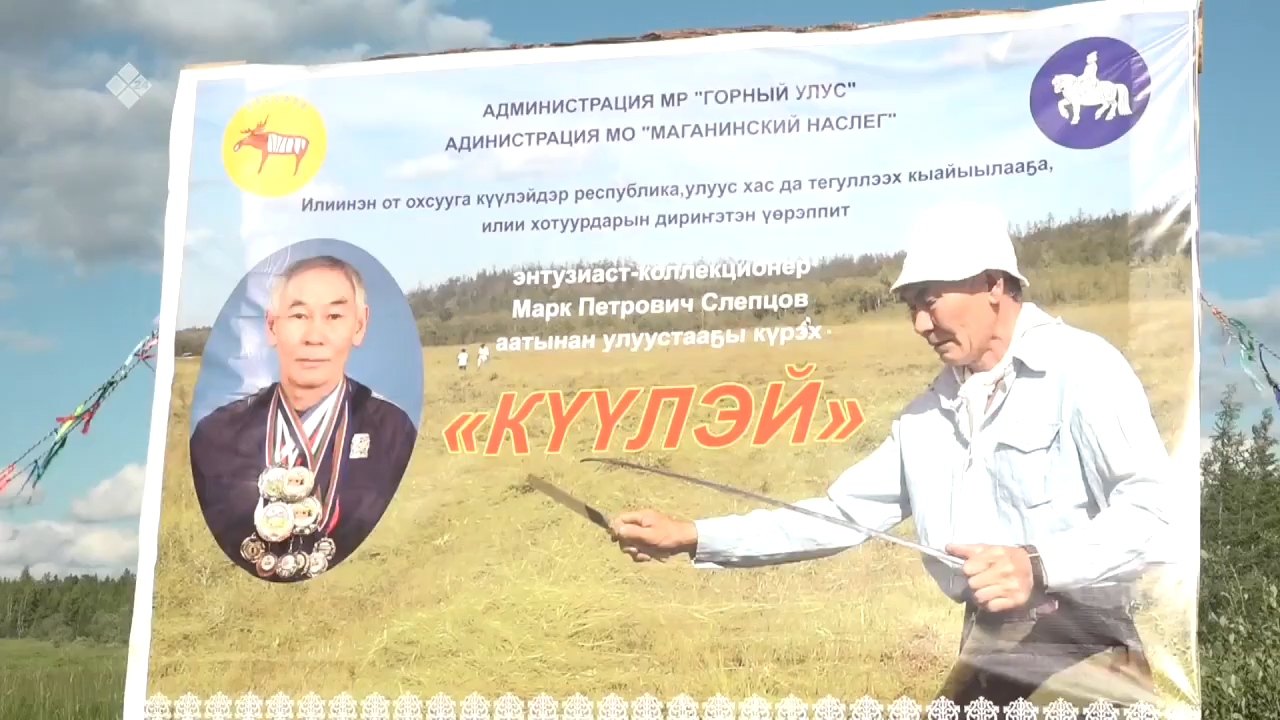 АДМИНИСТРАЦИЯ МР "ГОРНЫЙ УЛУС"
АДИНИСТРАЦИЯ МО "МАГАНИНСКИЙ НАСЛЕГ"
Илиинэн от охсууга күүлэйдэр республика,улуус хас да тегуллээх кыайыылааҕа,
илии хотуурдарын дириҥэтэн үөрэппит
энтузиаст-коллекционер
Марк Петрович Слепцов
аатынан улуустааҕы күрэх
«КҮҮЛЭЙ»